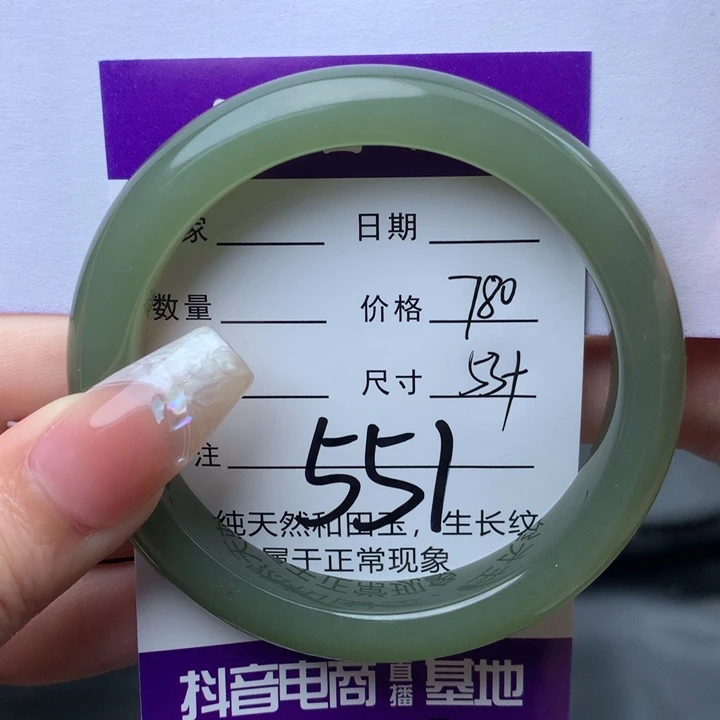 家 日期
数量 价格 780
尺寸 53+
注 551
纯天然和田玉，生长纹
属于正常现象
抖音电商直播基地